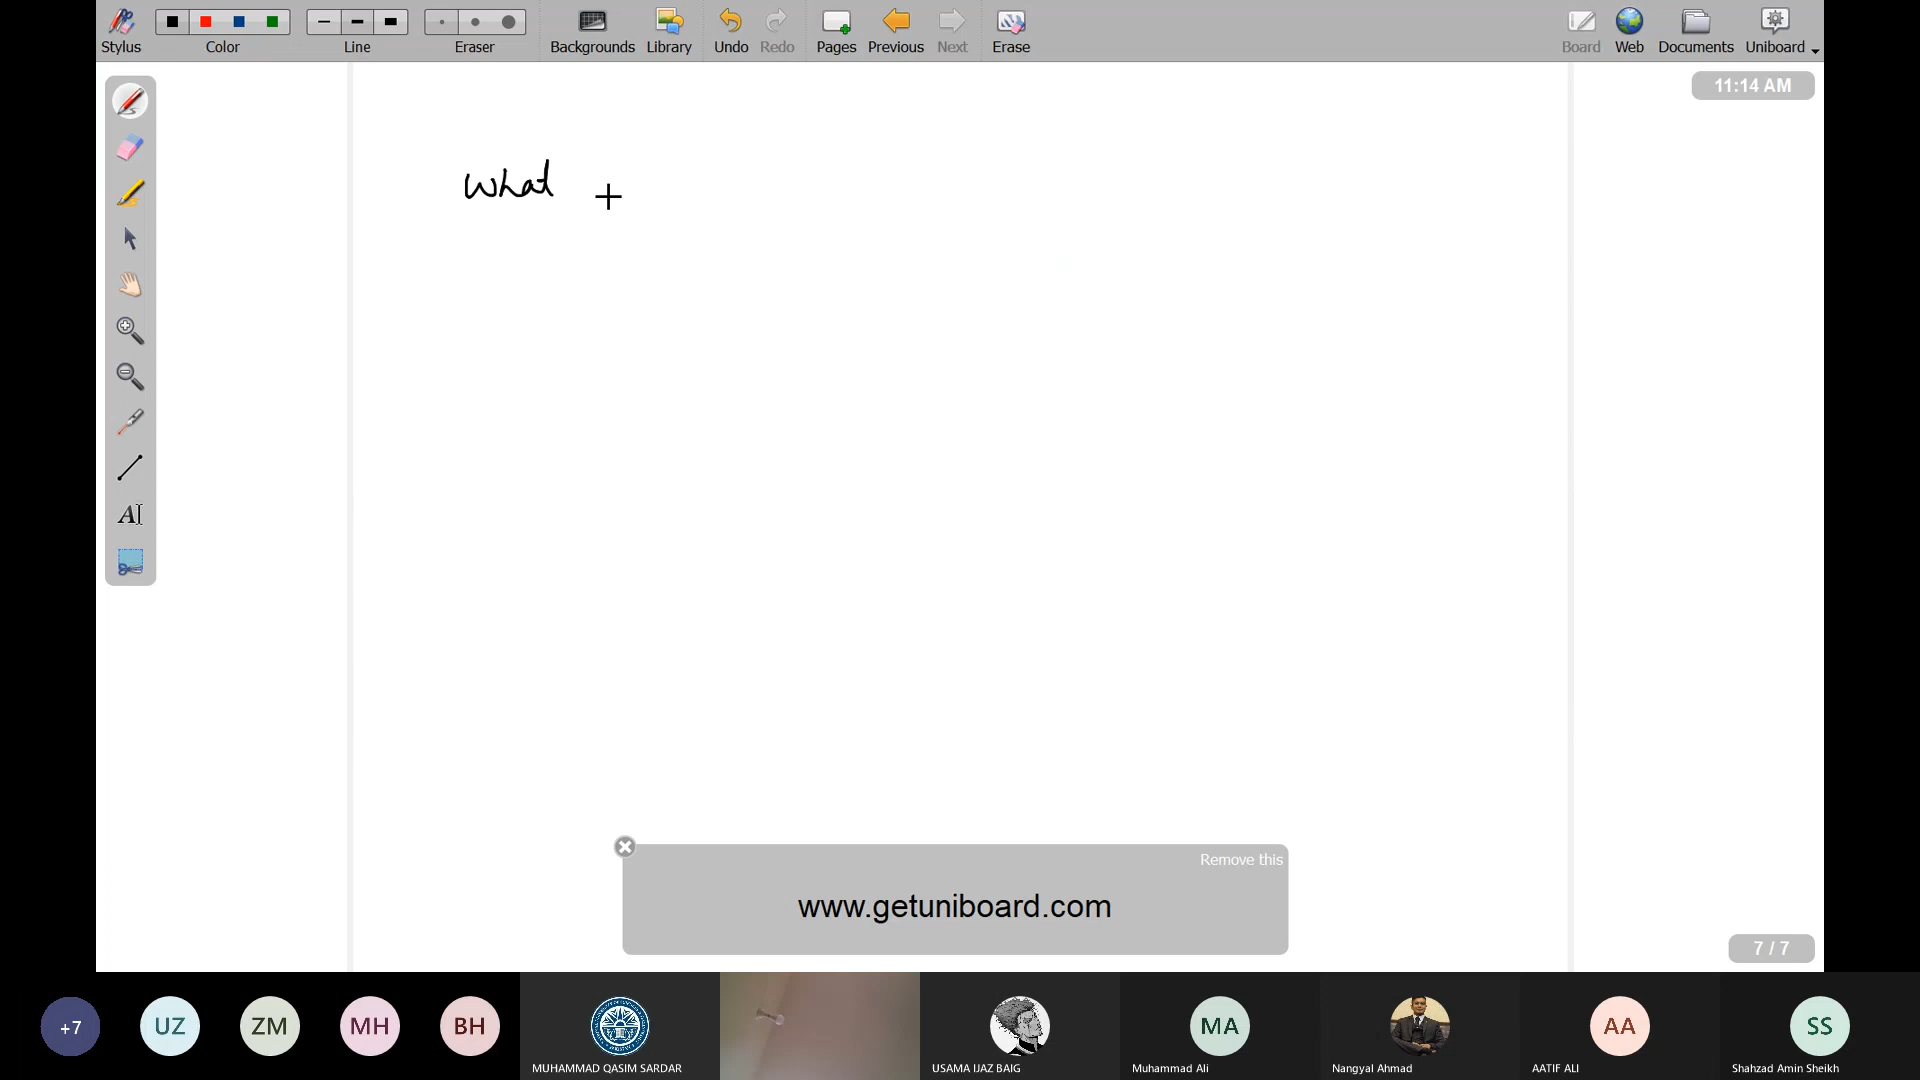 Stylus Color Line Eraser Backgrounds Library Undo Redo Pages Previous Next Erase Board Web Documents Uniboard
11:14 AM
What
AI
Remove this
www.getuniboard.com
7 / 7
+7 UZ ZM MH BH MA AA SS
MUHAMMAD QASIM SARDAR USAMA IJAZ BAIG Muhammad Ali Nangyal Ahmad AATIF ALI Shahzad Amin Sheikh